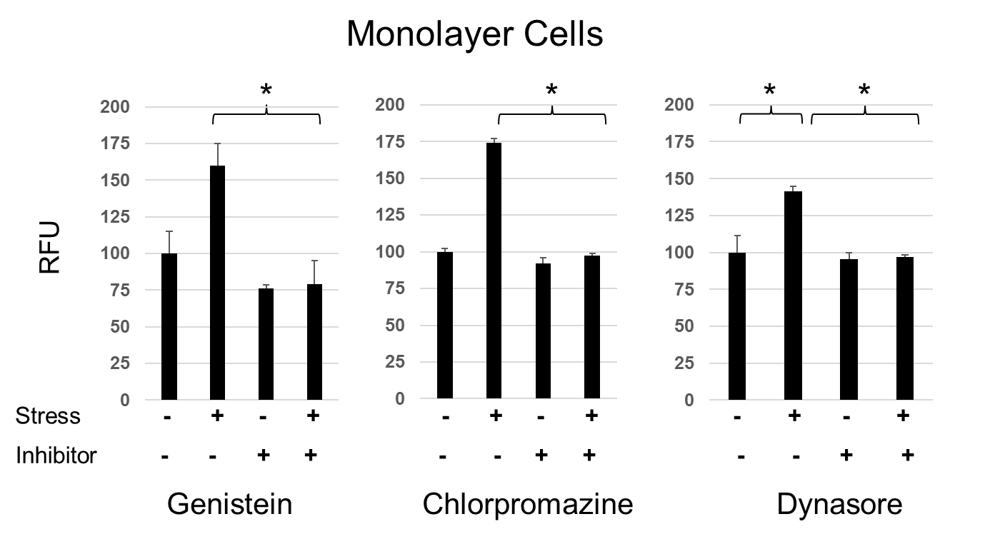 Monolayer Cells
* * * *
200 200 200
175 175 175
150 150 150
125 125 125
RFU
100 100 100
75 75 75
50 50 50
25 25 25
0 0 0
Stress - + - + - + - + - + - +
Inhibitor - - + + - - + + - - + +
Genistein Chlorpromazine Dynasore